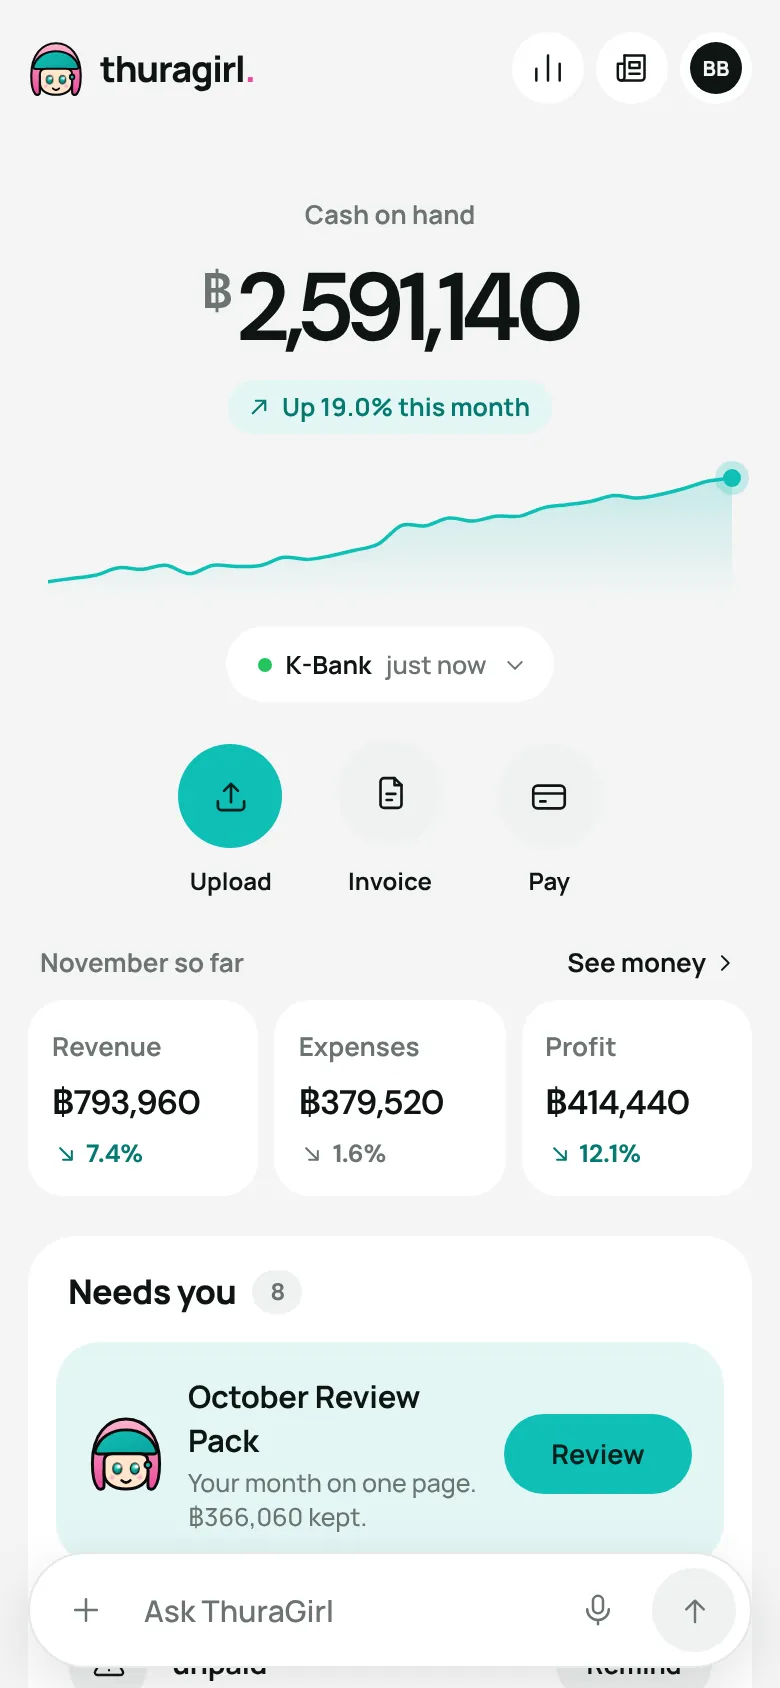 thuragirl.
BB
Cash on hand
฿2,591,140
Up 19.0% this month
K-Bank just now
Upload
Invoice
Pay
November so far
See money
Revenue
Expenses
Profit
฿793,960
฿379,520
฿414,440
7.4%
1.6%
12.1%
Needs you 8
October Review
Pack
Your month on one page.
฿366,060 kept.
Review
Ask ThuraGirl
unpaid
Remind